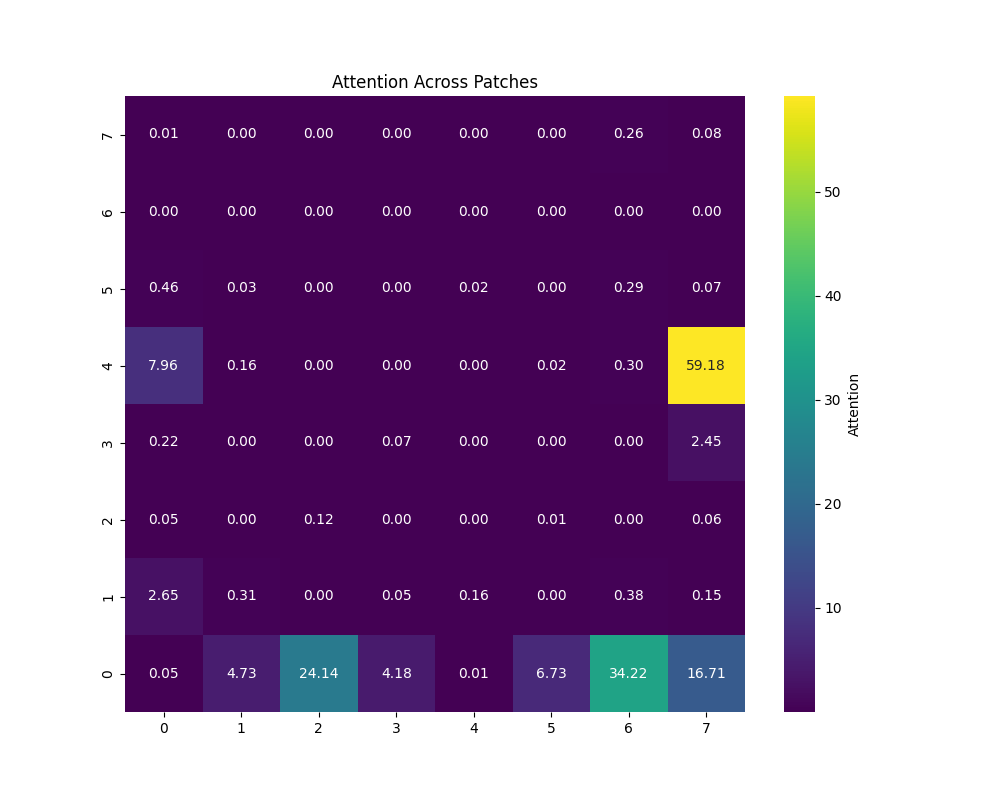 Attention Across Patches
7 0.01 0.00 0.00 0.00 0.00 0.00 0.26 0.08
6 0.00 0.00 0.00 0.00 0.00 0.00 0.00 0.00
5 0.46 0.03 0.00 0.00 0.02 0.00 0.29 0.07
4 7.96 0.16 0.00 0.00 0.00 0.02 0.30 59.18
3 0.22 0.00 0.00 0.07 0.00 0.00 0.00 2.45
2 0.05 0.00 0.12 0.00 0.00 0.01 0.00 0.06
1 2.65 0.31 0.00 0.05 0.16 0.00 0.38 0.15
0 0.05 4.73 24.14 4.18 0.01 6.73 34.22 16.71
0 1 2 3 4 5 6 7
50
40
30
20
10
Attention